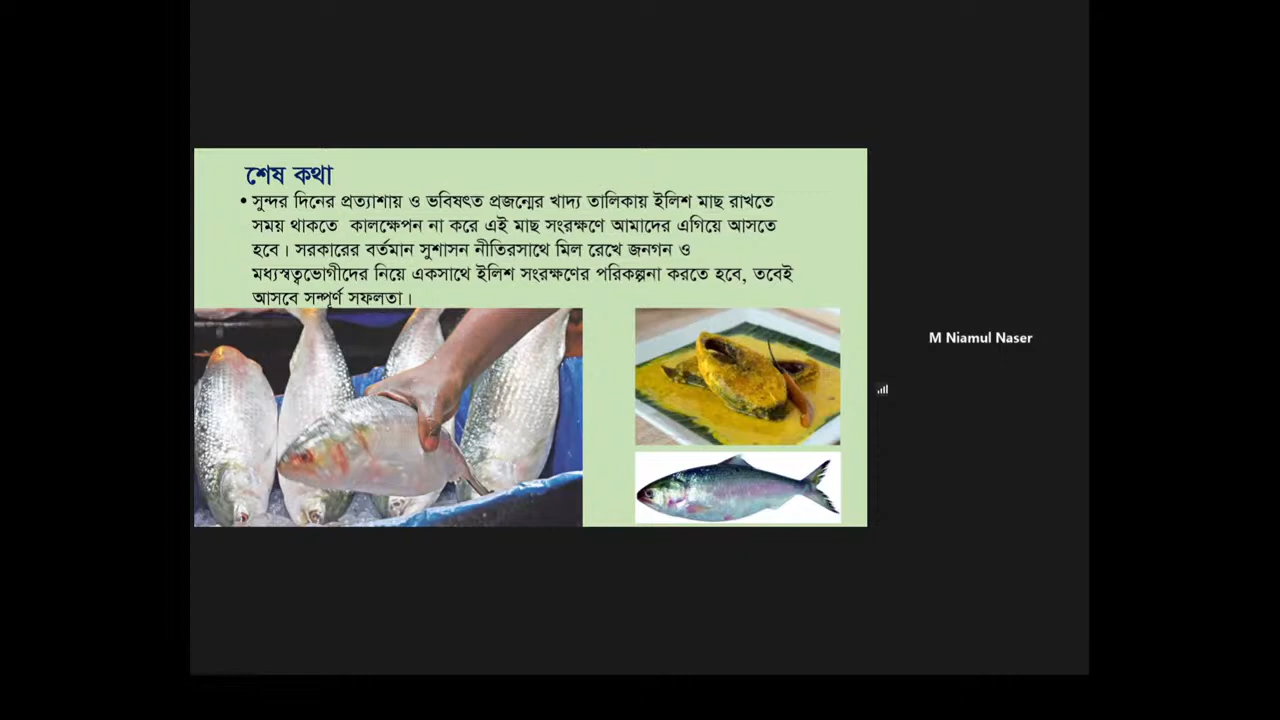 শেষ কথা
• সুন্দর দিনের প্রত্যাশায় ও ভবিষৎত প্রজন্মের খাদ্য তালিকায় ইলিশ মাছ রাখতে
সময় থাকতে কালক্ষেপন না করে এই মাছ সংরক্ষণে আমাদের এগিয়ে আসতে
হবে। সরকারের বর্তমান সুশাসন নীতিরসাথে মিল রেখে জনগন ও
মধ্যস্বত্বভোগীদের নিয়ে একসাথে ইলিশ সংরক্ষণের পরিকল্পনা করতে হবে, তবেই
আসবে সম্পূর্ণ সফলতা।
M Niamul Naser